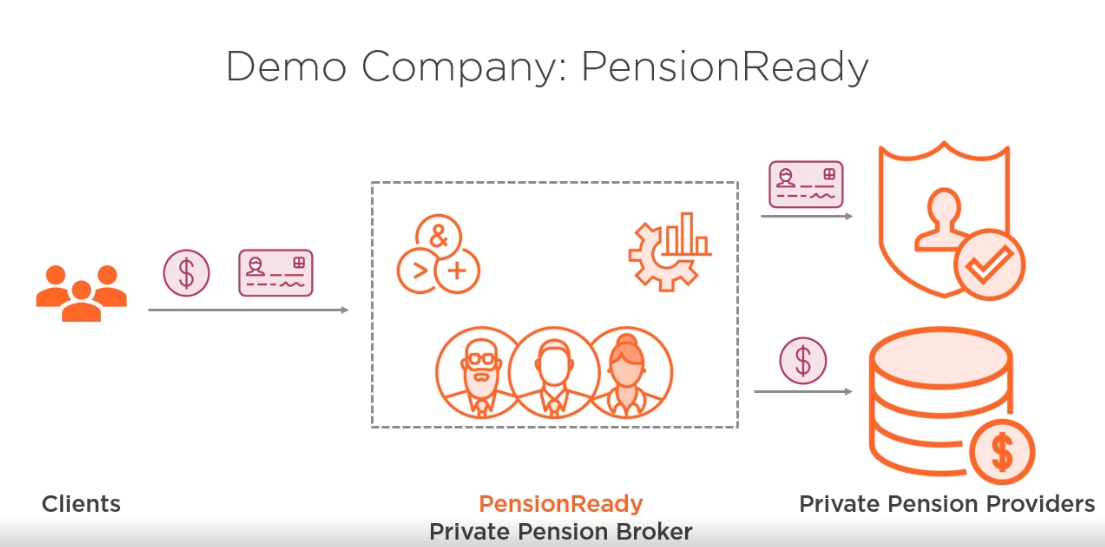 Demo Company: PensionReady
$
&
>
+
$
$
Clients
PensionReady
Private Pension Broker
Private Pension Providers